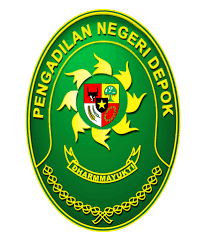 PENGADILAN NEGERI DEPOK
DHARMMAYUKTI